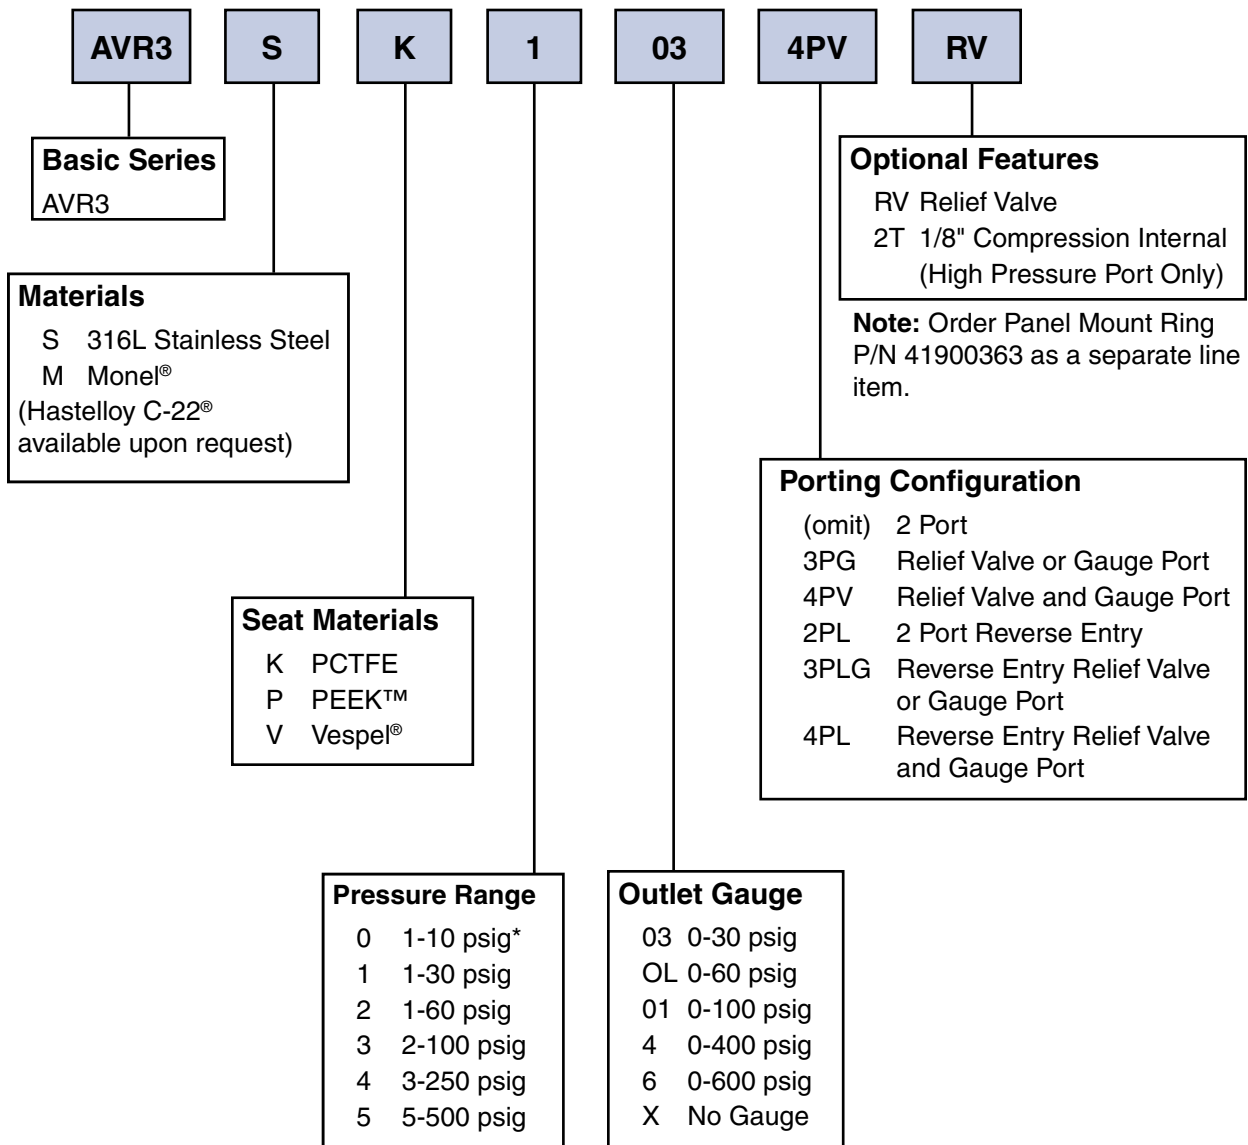 AVR3 S K 1 03 4PV RV
Basic Series
AVR3
Materials
S 316L Stainless Steel
M Monel®
(Hastelloy C-22®
available upon request)
Seat Materials
K PCTFE
P PEEK™
V Vespel®
Pressure Range
0 1-10 psig*
1 1-30 psig
2 1-60 psig
3 2-100 psig
4 3-250 psig
5 5-500 psig
Outlet Gauge
03 0-30 psig
OL 0-60 psig
01 0-100 psig
4 0-400 psig
6 0-600 psig
X No Gauge
Porting Configuration
(omit) 2 Port
3PG Relief Valve or Gauge Port
4PV Relief Valve and Gauge Port
2PL 2 Port Reverse Entry
3PLG Reverse Entry Relief Valve
or Gauge Port
4PL Reverse Entry Relief Valve
and Gauge Port
Optional Features
RV Relief Valve
2T 1/8" Compression Internal
(High Pressure Port Only)
Note: Order Panel Mount Ring
P/N 41900363 as a separate line
item.